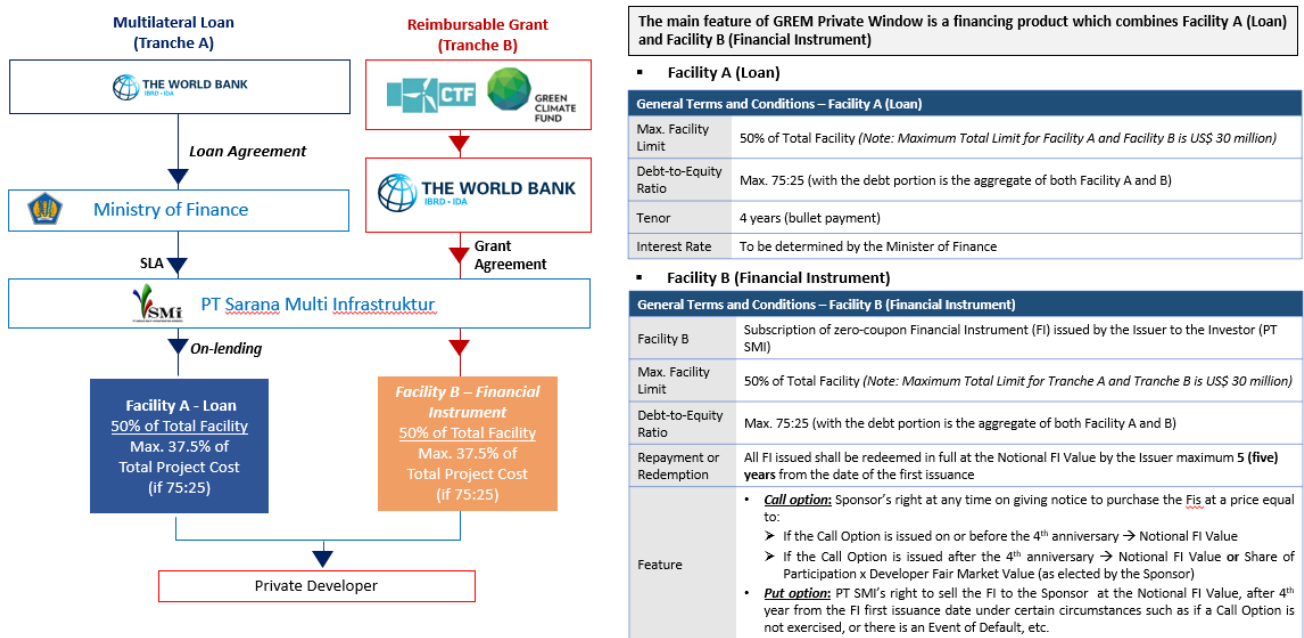 Multilateral Loan
(Tranche A)
Reimbursable Grant
(Tranche B)
THE WORLD BANK
IBRD • IDA
CTF
GREEN
CLIMATE
FUND
Loan Agreement
Ministry of Finance
THE WORLD BANK
IBRD • IDA
SLA
Grant
Agreement
SMi
PT Sarana Multi Infrastruktur
On-lending
Facility A - Loan
50% of Total Facility
Max. 37.5% of
Total Project Cost
(if 75:25)
Facility B – Financial
Instrument
50% of Total Facility
Max. 37.5% of
Total Project Cost
(if 75:25)
Private Developer
The main feature of GREM Private Window is a financing product which combines Facility A (Loan)
and Facility B (Financial Instrument)
▪ Facility A (Loan)
General Terms and Conditions – Facility A (Loan)
Max. Facility
Limit
50% of Total Facility (Note: Maximum Total Limit for Facility A and Facility B is US$ 30 million)
Debt-to-Equity
Ratio
Max. 75:25 (with the debt portion is the aggregate of both Facility A and B)
Tenor
4 years (bullet payment)
Interest Rate
To be determined by the Minister of Finance
▪ Facility B (Financial Instrument)
General Terms and Conditions – Facility B (Financial Instrument)
Facility B
Subscription of zero-coupon Financial Instrument (FI) issued by the Issuer to the Investor (PT
SMI)
Max. Facility
Limit
50% of Total Facility (Note: Maximum Total Limit for Tranche A and Tranche B is US$ 30 million)
Debt-to-Equity
Ratio
Max. 75:25 (with the debt portion is the aggregate of both Facility A and B)
Repayment or
Redemption
All FI issued shall be redeemed in full at the Notional FI Value by the Issuer maximum 5 (five)
years from the date of the first issuance
Feature
• Call option: Sponsor's right at any time on giving notice to purchase the Fis at a price equal
to:
➢ If the Call Option is issued on or before the 4th anniversary → Notional FI Value
➢ If the Call Option is issued after the 4th anniversary → Notional FI Value or Share of
Participation x Developer Fair Market Value (as elected by the Sponsor)
• Put option: PT SMI's right to sell the FI to the Sponsor at the Notional FI Value, after 4th
year from the FI first issuance date under certain circumstances such as if a Call Option is
not exercised, or there is an Event of Default, etc.